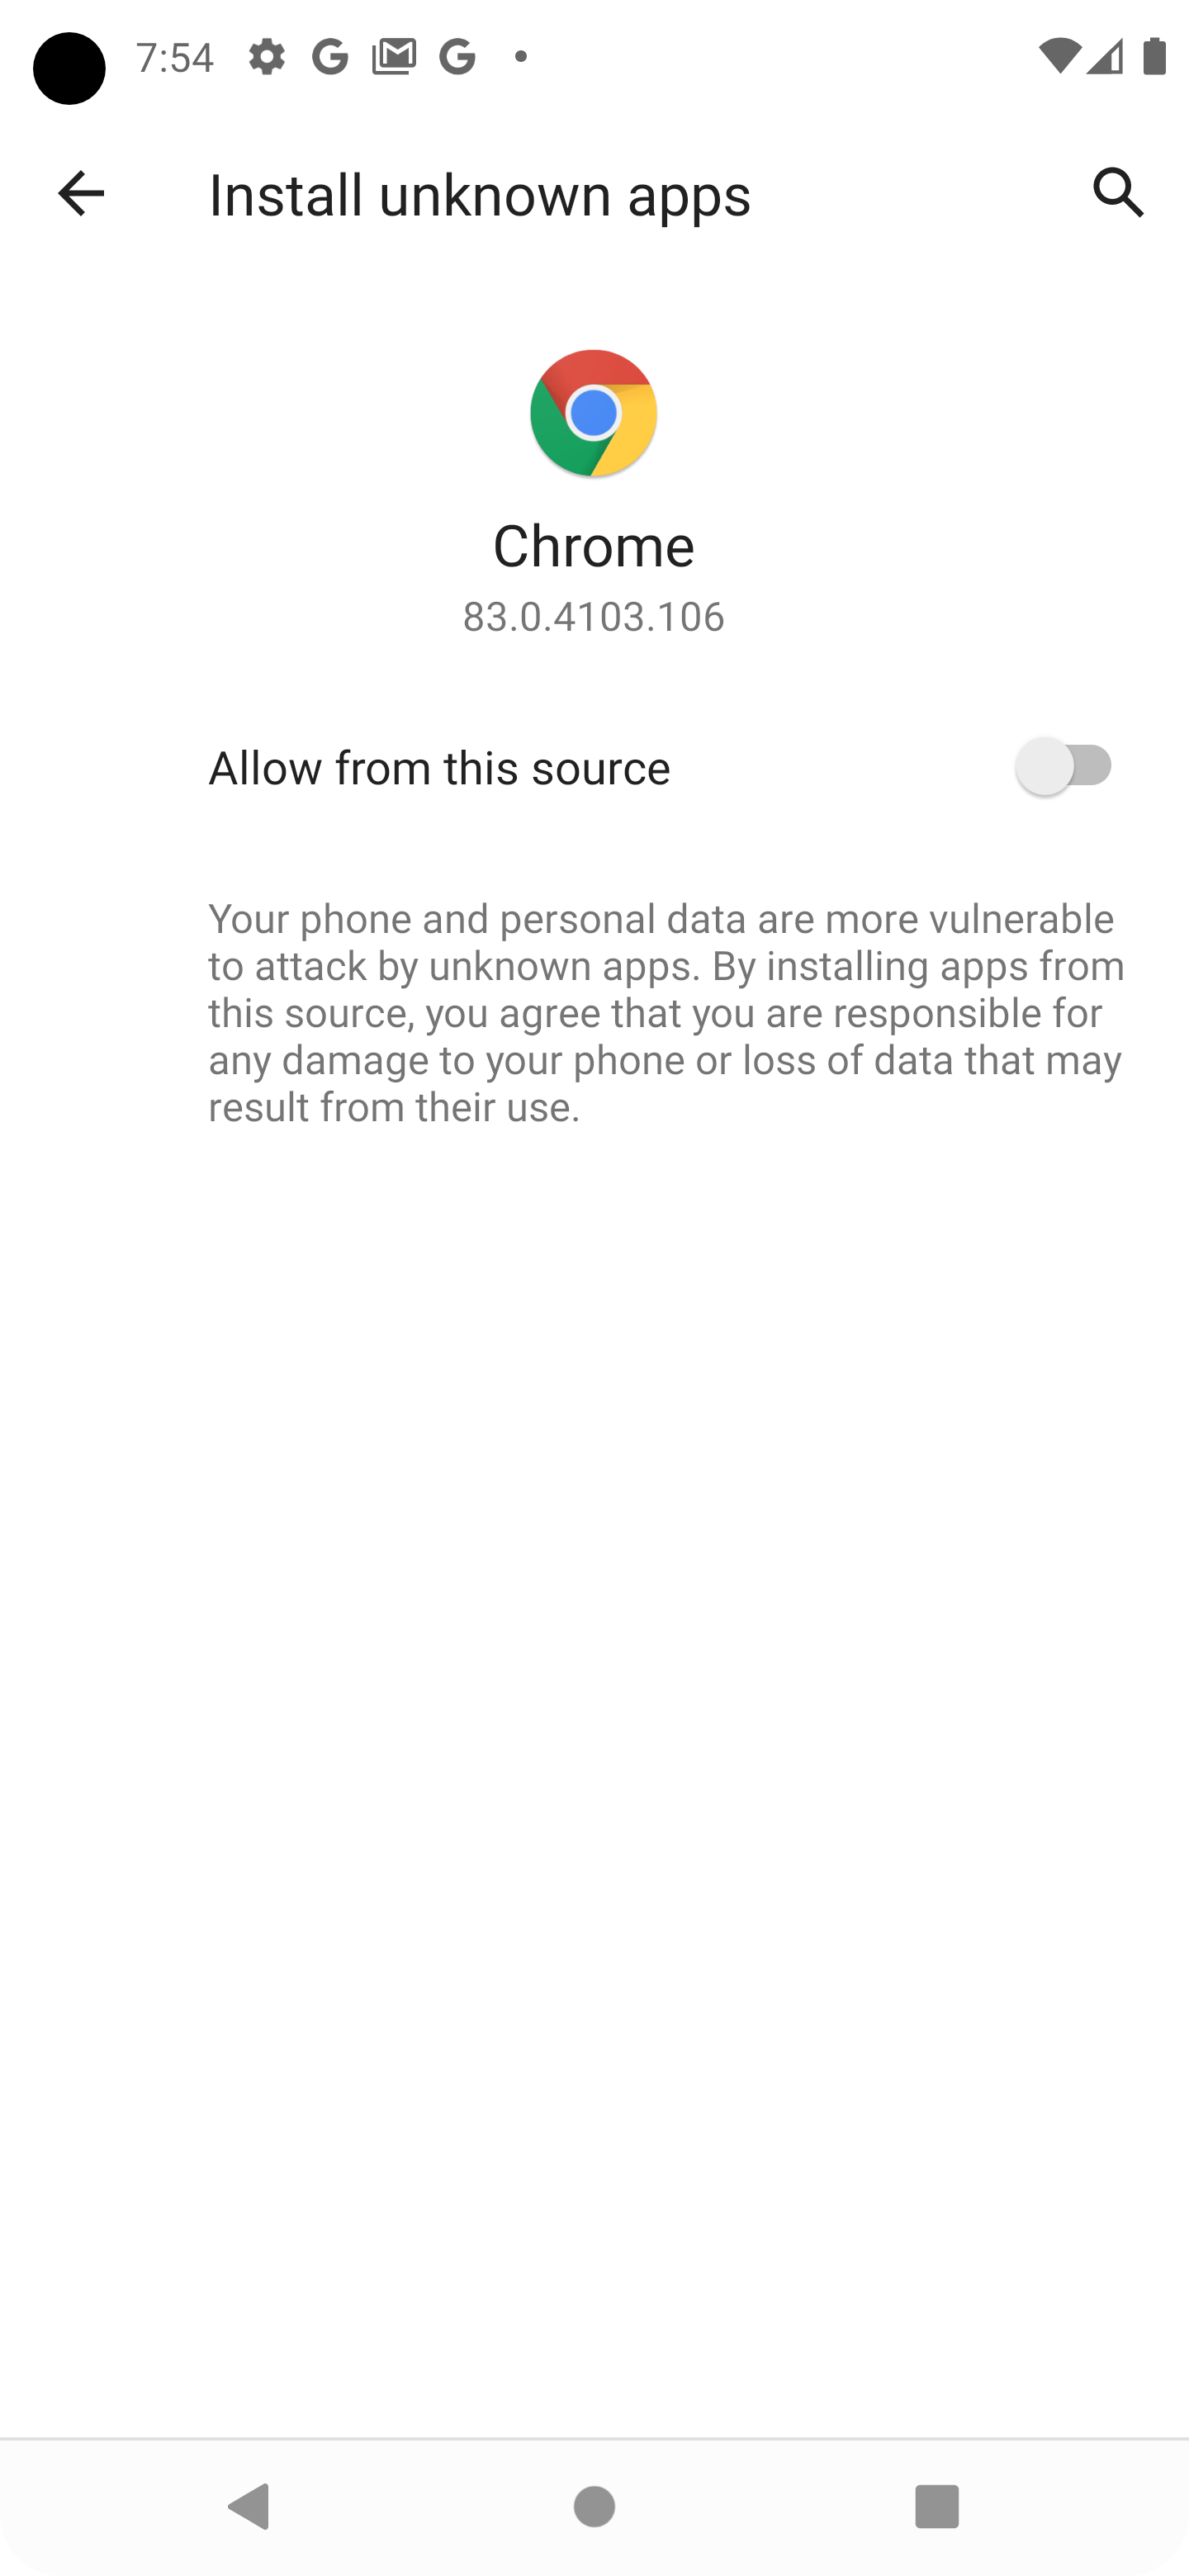 7:54
Install unknown apps
Chrome
83.0.4103.106
Allow from this source
Your phone and personal data are more vulnerable
to attack by unknown apps. By installing apps from
this source, you agree that you are responsible for
any damage to your phone or loss of data that may
result from their use.